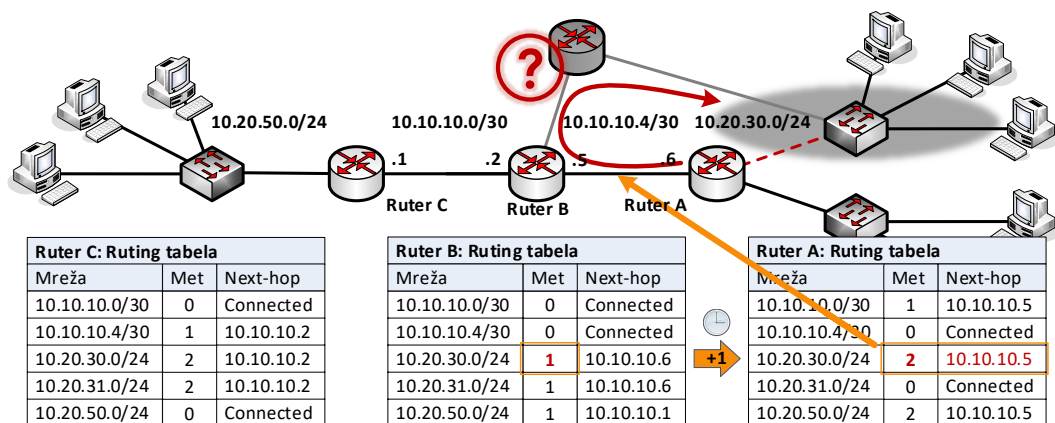 ?
10.20.50.0/24 10.10.10.0/30 10.10.10.4/30 10.20.30.0/24
.1 .2 .5 .6
Ruter C Ruter B Ruter A
Ruter C: Ruting tabela
Mreža Met Next-hop
10.10.10.0/30 0 Connected
10.10.10.4/30 1 10.10.10.2
10.20.30.0/24 2 10.10.10.2
10.20.31.0/24 2 10.10.10.2
10.20.50.0/24 0 Connected
Ruter B: Ruting tabela
Mreža Met Next-hop
10.10.10.0/30 0 Connected
10.10.10.4/30 0 Connected
10.20.30.0/24 1 10.10.10.6
10.20.31.0/24 1 10.10.10.6
10.20.50.0/24 1 10.10.10.1
+1
Ruter A: Ruting tabela
Mreža Met Next-hop
10.10.10.0/30 1 10.10.10.5
10.10.10.4/30 0 Connected
10.20.30.0/24 2 10.10.10.5
10.20.31.0/24 0 Connected
10.20.50.0/24 2 10.10.10.5